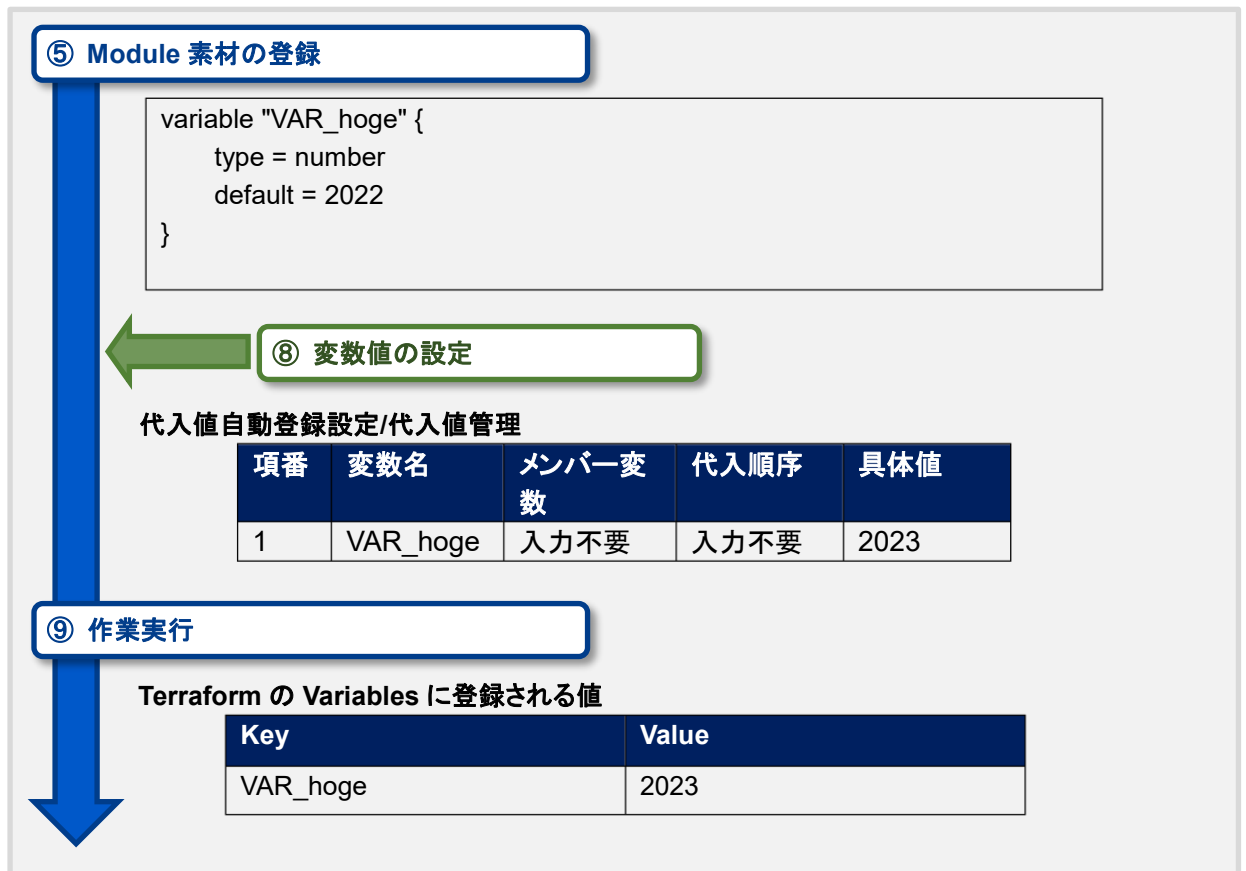 ⑤ Module 素材の登録
variable "VAR_hoge" {
type = number
default = 2022
}
⑧ 変数値の設定
代入値自動登録設定/代入値管理
項番 変数名 メンバー変数 代入順序 具体値
1 VAR_hoge 入力不要 入力不要 2023
⑨ 作業実行
Terraform の Variables に登録される値
Key Value
VAR_hoge 2023